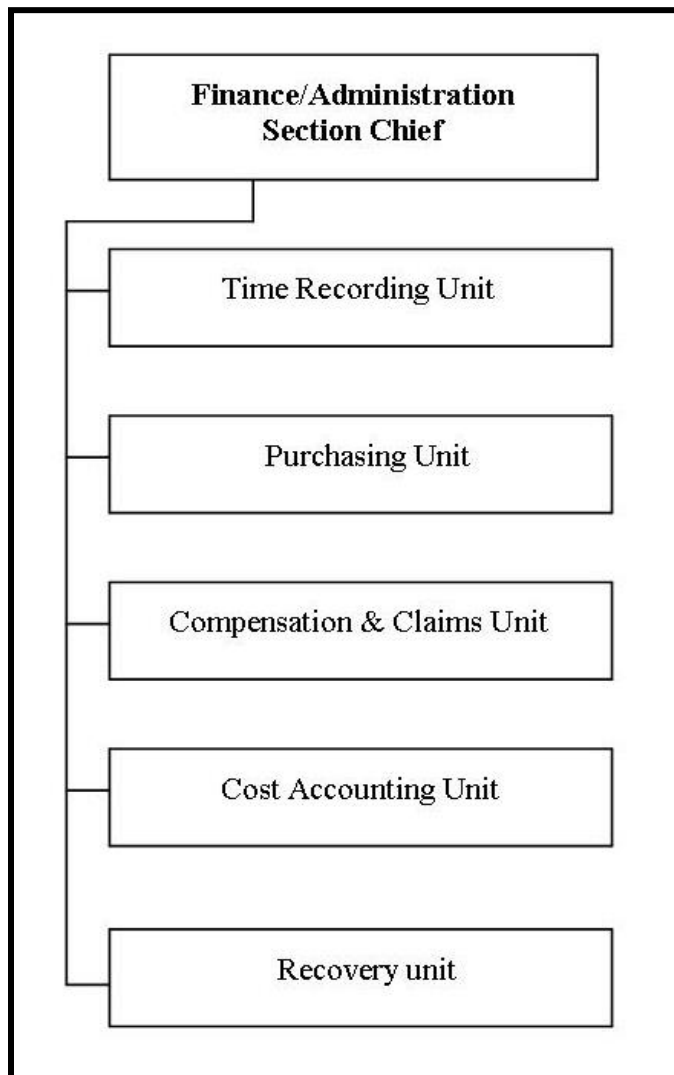 Finance/Administration
Section Chief
Time Recording Unit
Purchasing Unit
Compensation & Claims Unit
Cost Accounting Unit
Recovery unit